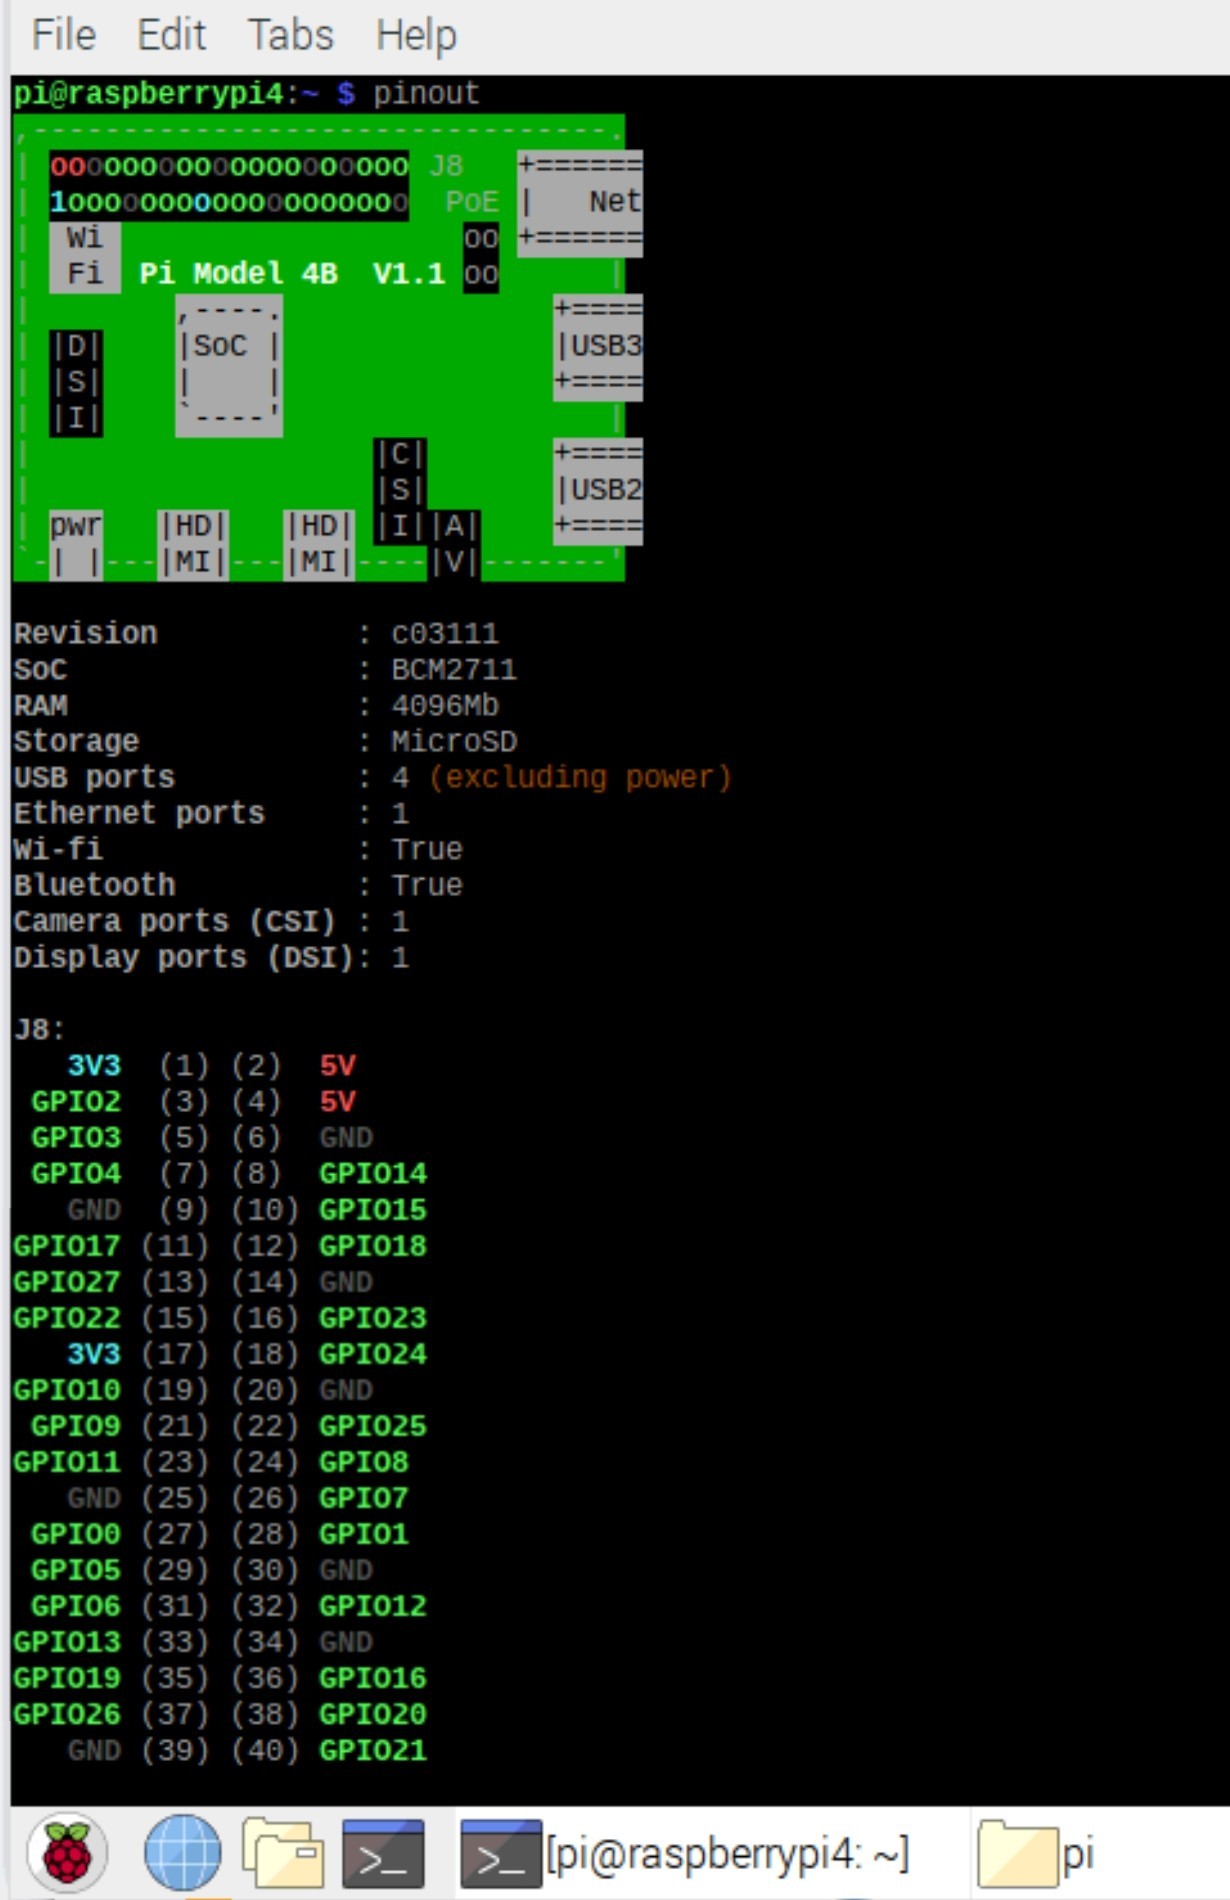 File Edit Tabs Help
pi@raspberrypi4:~ $ pinout
,--------------------------------.
| oooooooooooooooooooo J8   +======
| 1ooooooooooooooooooo  PoE |   Net
|  Wi                    oo +======
|  Fi  Pi Model 4B  V1.1 oo      |
|        ,----.               +====
| |D|    |SoC |               |USB3
| |S|    |    |               +====
| |I|    `----'                  |
|                   |C|       +====
|                   |S|       |USB2
| pwr   |HD|   |HD| |I||A|    +====
`-| |---|MI|---|MI|----|V|-------'
Revision           : c03111
SoC                : BCM2711
RAM                : 4096Mb
Storage            : MicroSD
USB ports          : 4 (excluding power)
Ethernet ports     : 1
Wi-fi              : True
Bluetooth          : True
Camera ports (CSI) : 1
Display ports (DSI): 1
J8:
   3V3  (1) (2)  5V
 GPIO2  (3) (4)  5V
 GPIO3  (5) (6)  GND
 GPIO4  (7) (8)  GPIO14
   GND  (9) (10) GPIO15
GPIO17 (11) (12) GPIO18
GPIO27 (13) (14) GND
GPIO22 (15) (16) GPIO23
   3V3 (17) (18) GPIO24
GPIO10 (19) (20) GND
 GPIO9 (21) (22) GPIO25
GPIO11 (23) (24) GPIO8
   GND (25) (26) GPIO7
 GPIO0 (27) (28) GPIO1
 GPIO5 (29) (30) GND
 GPIO6 (31) (32) GPIO12
GPIO13 (33) (34) GND
GPIO19 (35) (36) GPIO16
GPIO26 (37) (38) GPIO20
   GND (39) (40) GPIO21
>_ >_ [pi@raspberrypi4: ~] pi